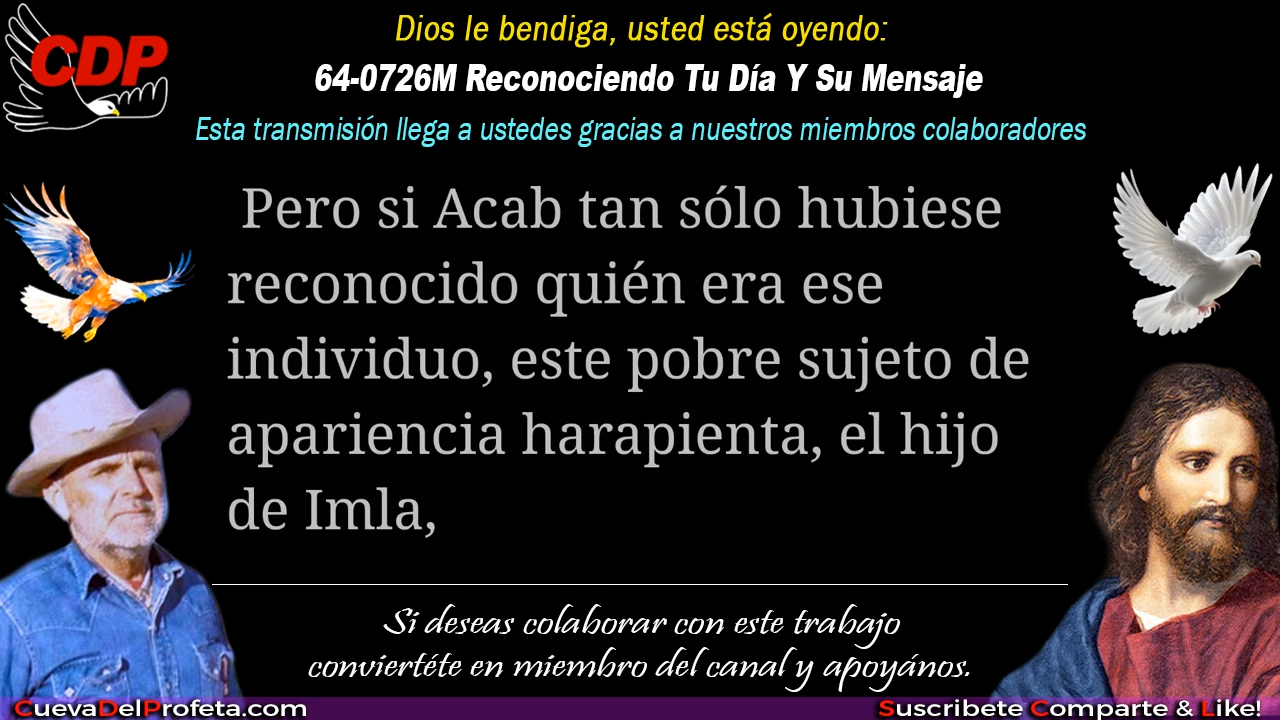 CDP
Dios le bendiga, usted está oyendo:
64-0726M Reconociendo Tu Día Y Su Mensaje
Esta transmisión llega a ustedes gracias a nuestros miembros colaboradores
Pero si Acab tan sólo hubiese
reconocido quién era ese
individuo, este pobre sujeto de
apariencia harapienta, el hijo
de Imla,
Si deseas colaborar con este trabajo
conviertéte en miembro del canal y apoyános.
CuevaDelProfeta.com
Suscribete Comparte & Like!